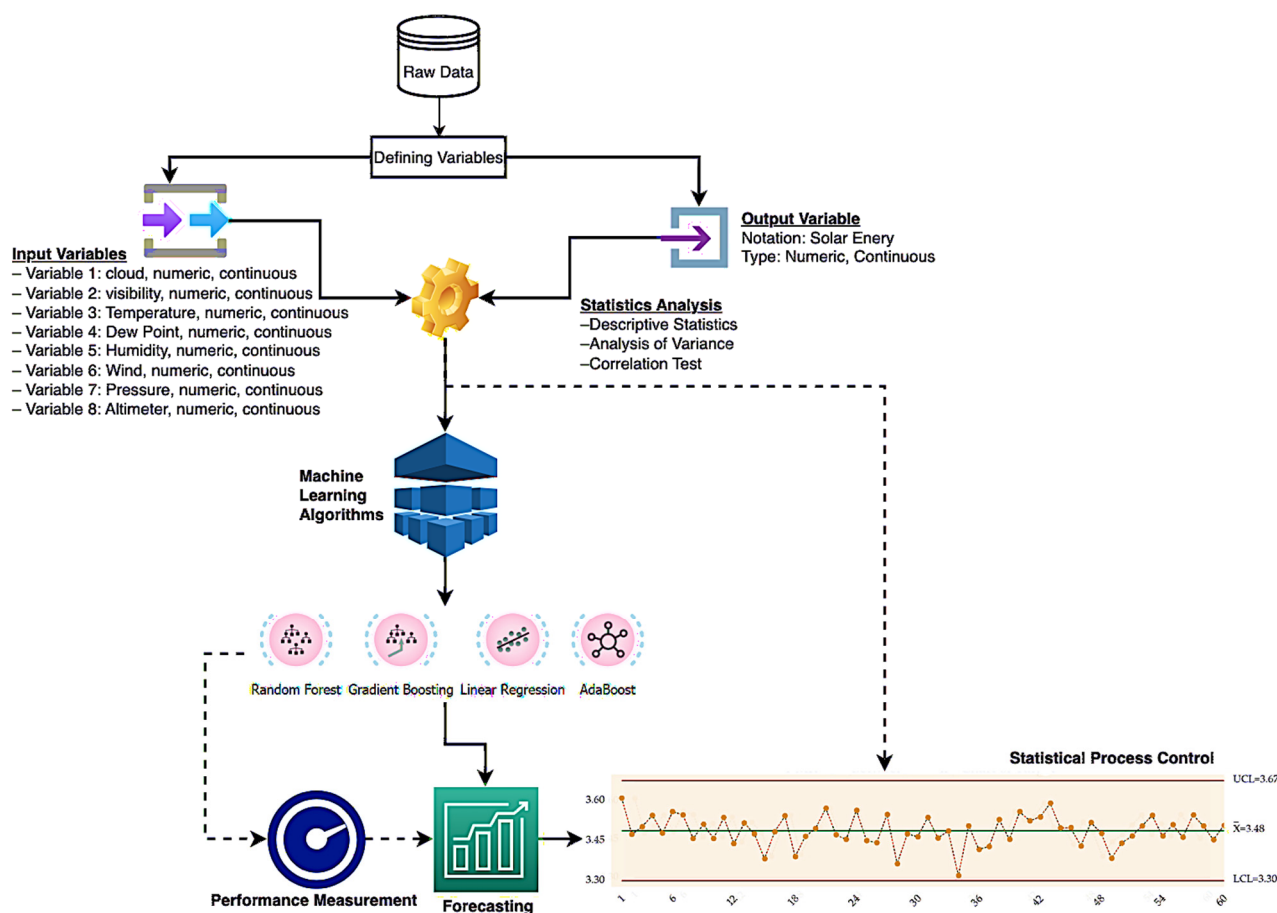 Raw Data
Defining Variables
Input Variables
– Variable 1: cloud, numeric, continuous
– Variable 2: visibility, numeric, continuous
– Variable 3: Temperature, numeric, continuous
– Variable 4: Dew Point, numeric, continuous
– Variable 5: Humidity, numeric, continuous
– Variable 6: Wind, numeric, continuous
– Variable 7: Pressure, numeric, continuous
– Variable 8: Altimeter, numeric, continuous
Output Variable
Notation: Solar Enery
Type: Numeric, Continuous
Statistics Analysis
–Descriptive Statistics
–Analysis of Variance
–Correlation Test
Machine
Learning
Algorithms
Random Forest
Gradient Boosting
Linear Regression
AdaBoost
Performance Measurement
Forecasting
Statistical Process Control
UCL=3.67
X̄=3.48
LCL=3.30
3.60
3.45
3.30
1 6 12 18 24 30 36 42 48 54 60